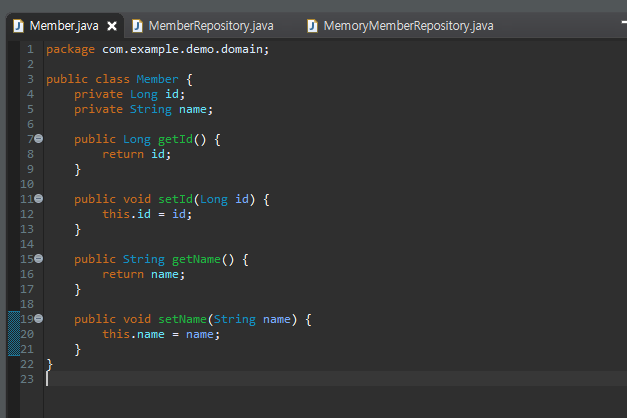 Member.java MemberRepository.java MemoryMemberRepository.java
1 package com.example.demo.domain;
2
3 public class Member {
4     private Long id;
5     private String name;
6
7     public Long getId() {
8         return id;
9     }
10
11     public void setId(Long id) {
12         this.id = id;
13     }
14
15     public String getName() {
16         return name;
17     }
18
19     public void setName(String name) {
20         this.name = name;
21     }
22 }
23